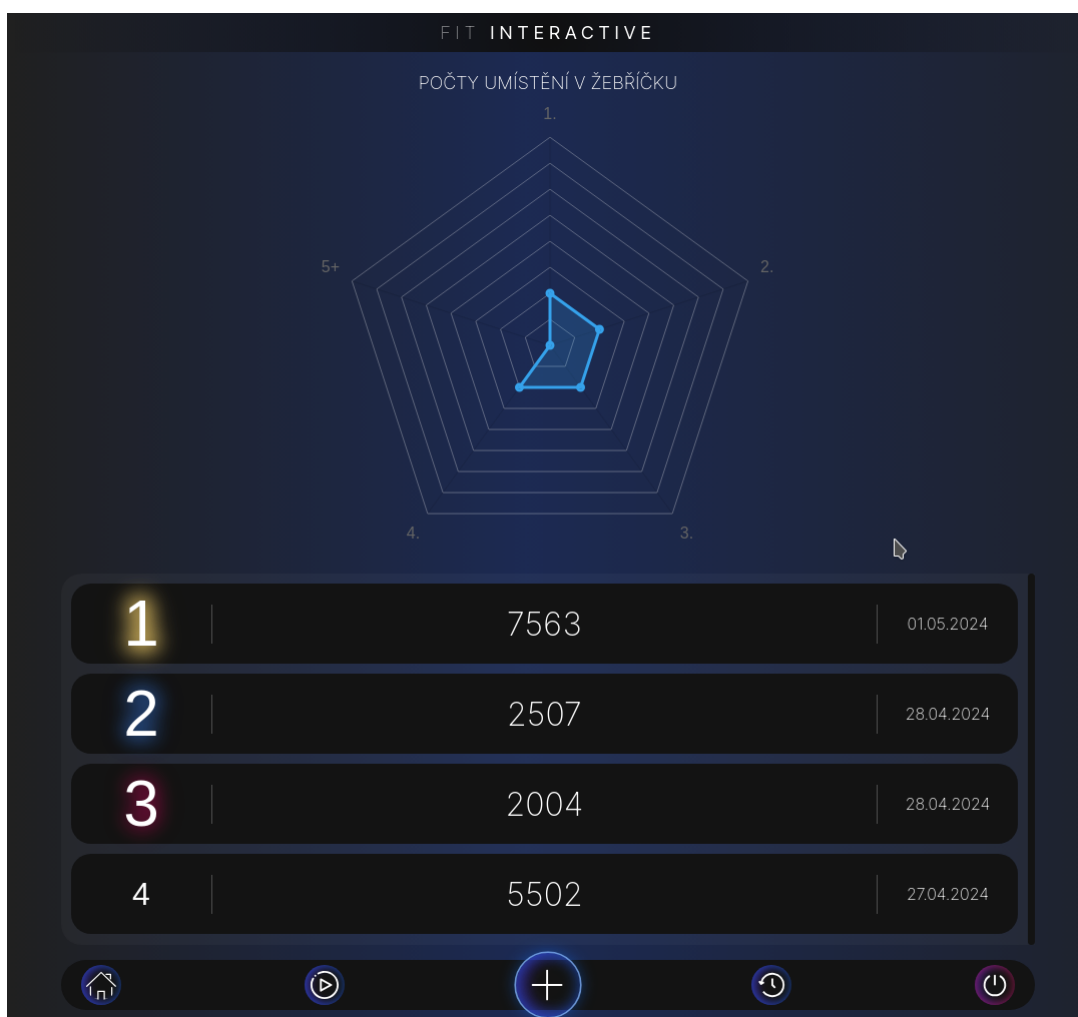 FIT INTERACTIVE
POČTY UMÍSTĚNÍ V ŽEBŘÍČKU
1.
5+
2.
4.
3.
1 7563 01.05.2024
2 2507 28.04.2024
3 2004 28.04.2024
4 5502 27.04.2024